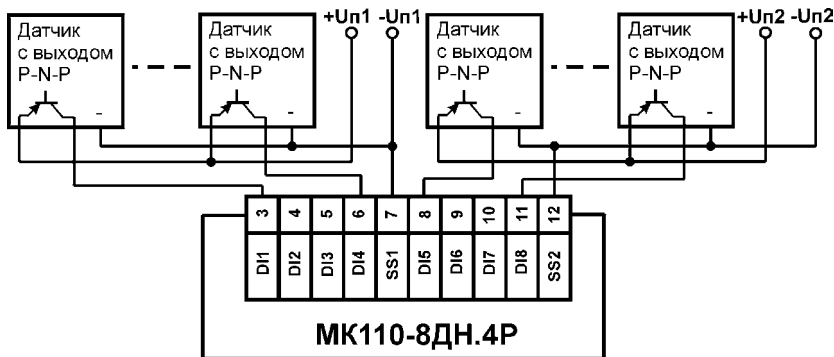 Датчик
с выходом
P-N-P
-
Датчик
с выходом
P-N-P
-
+Uп1 -Uп1
Датчик
с выходом
P-N-P
-
Датчик
с выходом
P-N-P
-
+Uп2 -Uп2
3 4 5 6 7 8 9 10 11 12
DI1 DI2 DI3 DI4 SS1 DI5 DI6 DI7 DI8 SS2
МК110-8ДН.4Р